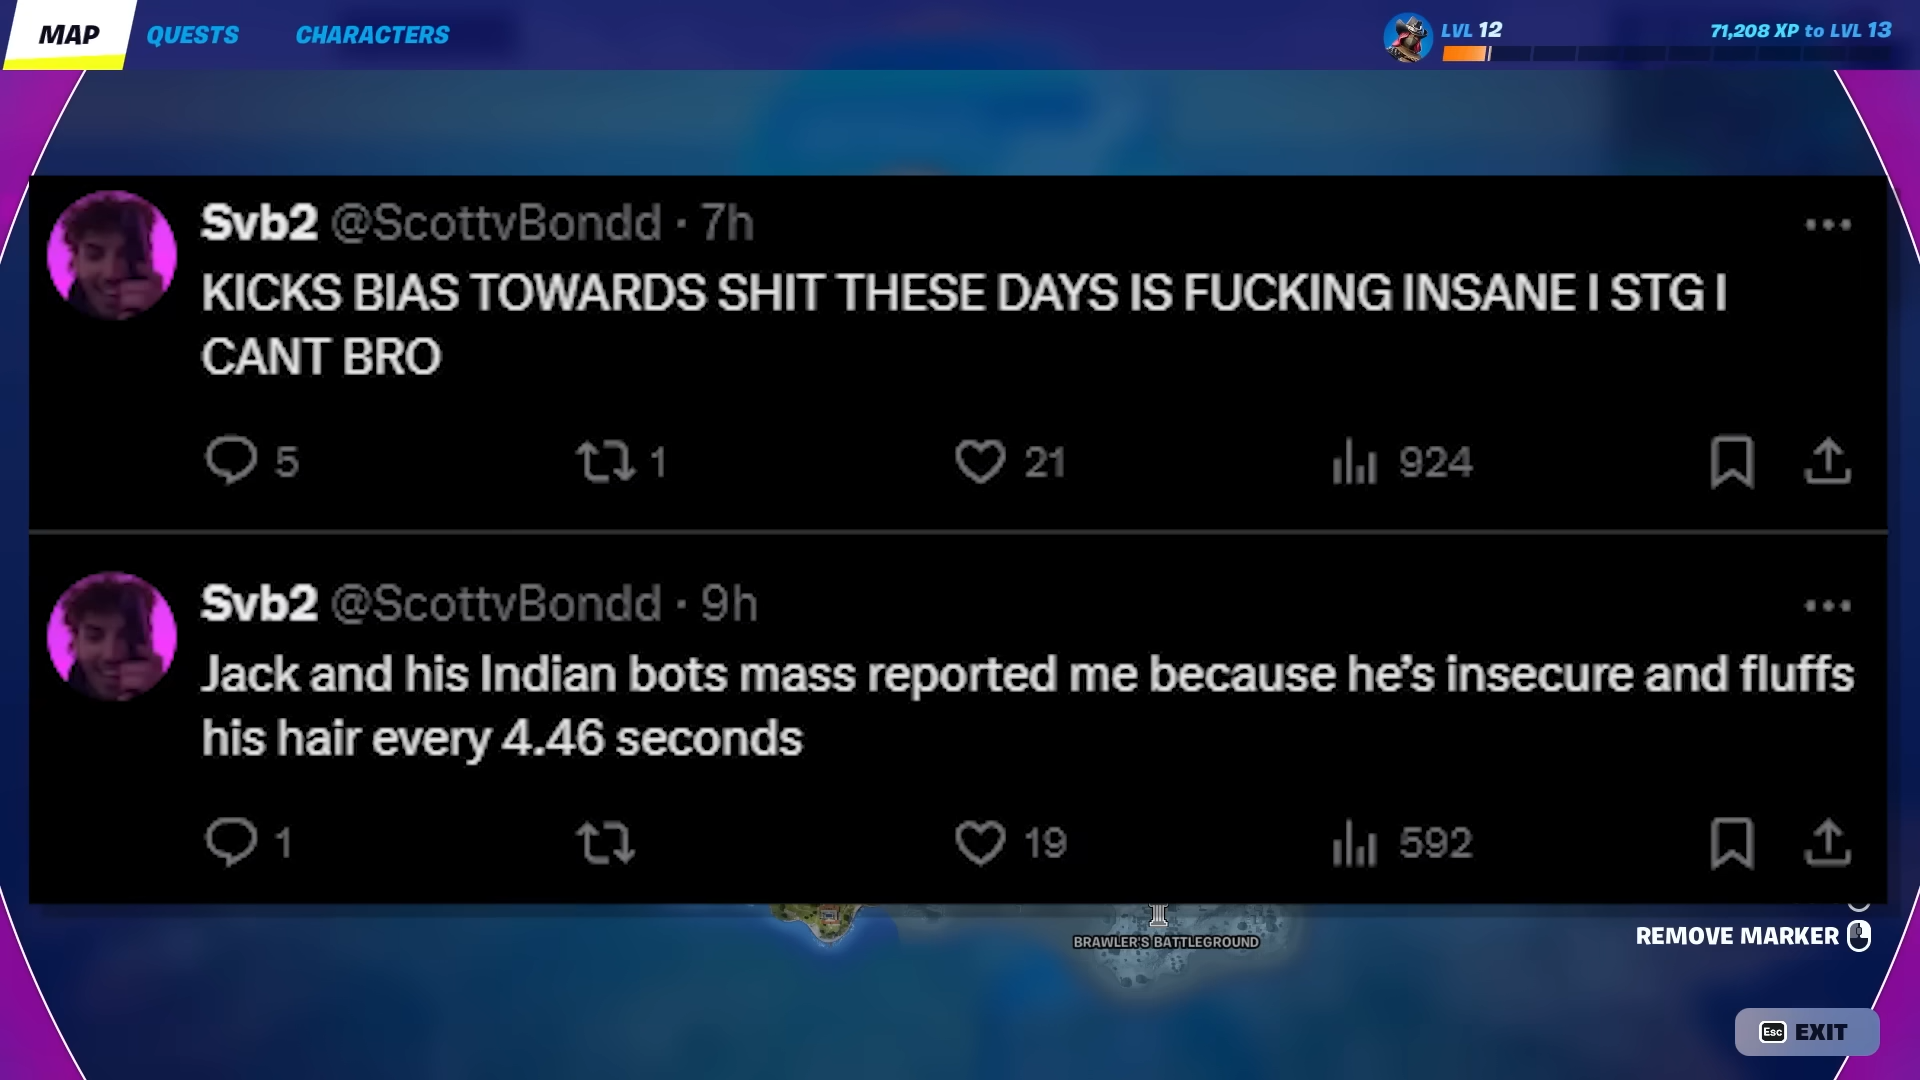 MAP QUESTS CHARACTERS LVL 12 71,208 XP to LVL 13
Svb2 @ScottvBondd · 7h
KICKS BIAS TOWARDS SHIT THESE DAYS IS FUCKING INSANE I STG I
CANT BRO
5 1 21 924
Svb2 @ScottvBondd · 9h
Jack and his Indian bots mass reported me because he’s insecure and fluffs
his hair every 4.46 seconds
1 19 592
BRAWLER'S BATTLEGROUND
REMOVE MARKER
Esc EXIT